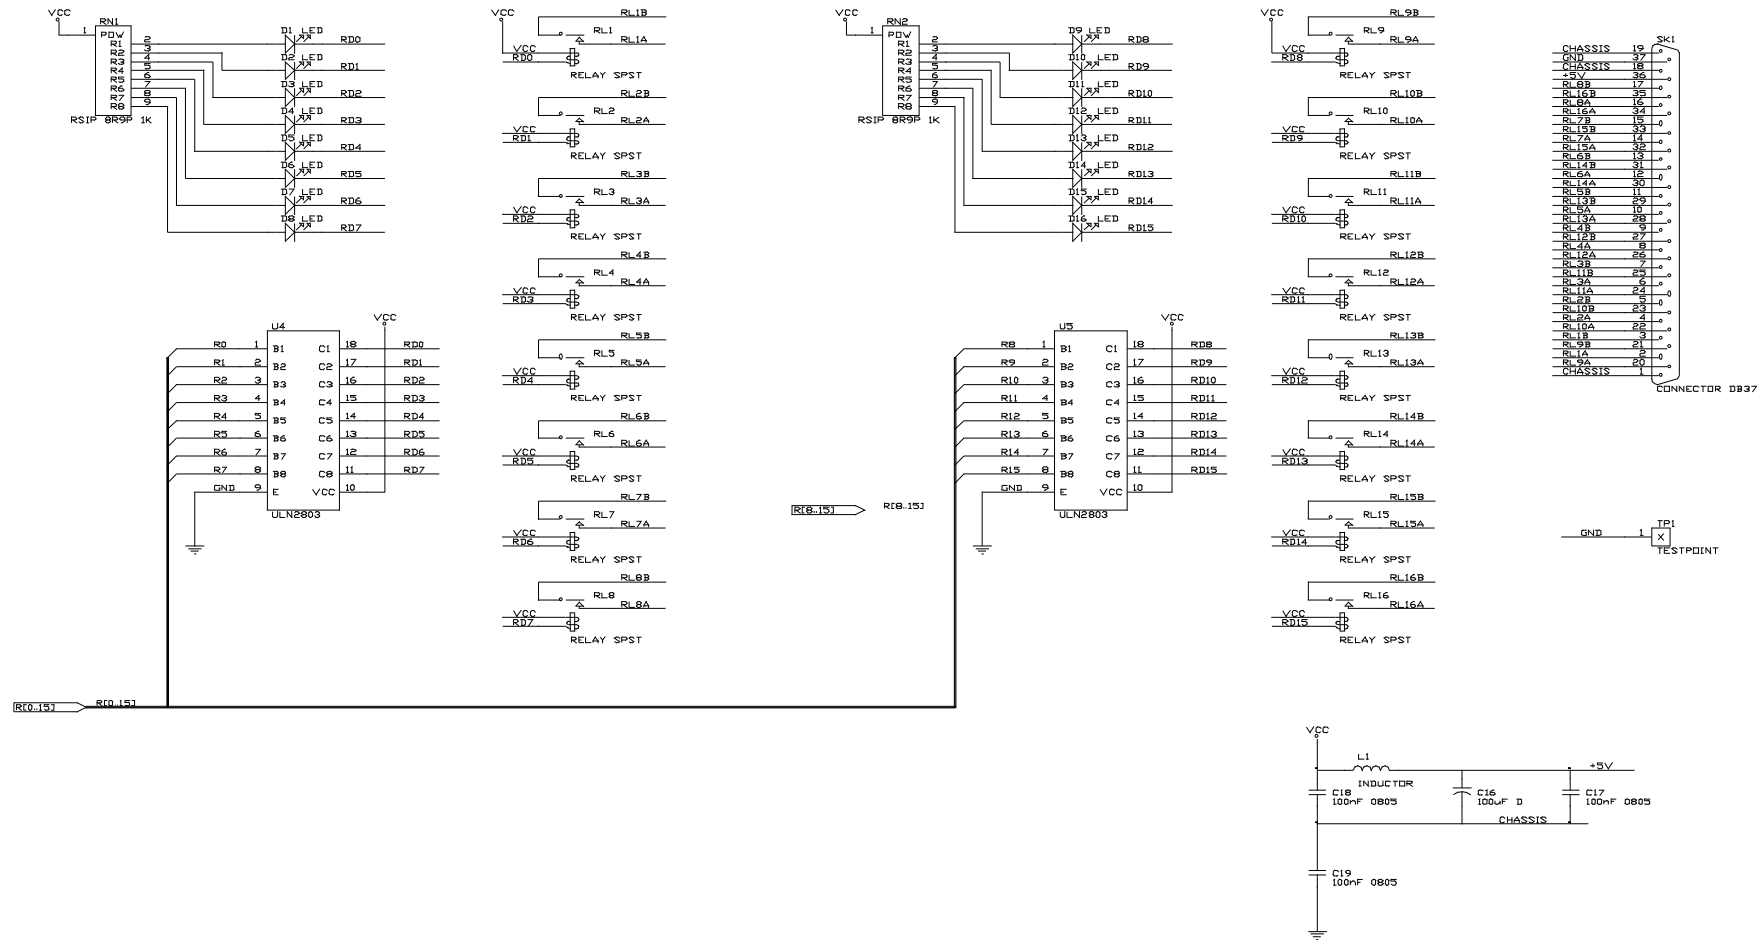 VCC
RN1
1
POW
R1 2
R2 3
R3 4
R4 5
R5 6
R6 7
R7 8
R8 9
RSIP 8R9P 1K
D1 LED
RD0
D2 LED
RD1
D3 LED
RD2
D4 LED
RD3
D5 LED
RD4
D6 LED
RD5
D7 LED
RD6
D8 LED
RD7
VCC
RL1B
RL1
RL1A
VCC
RD0
RELAY SPST
RL2B
RL2
RL2A
VCC
RD1
RELAY SPST
RL3B
RL3
RL3A
VCC
RD2
RELAY SPST
RL4B
RL4
RL4A
VCC
RD3
RELAY SPST
RL5B
RL5
RL5A
VCC
RD4
RELAY SPST
RL6B
RL6
RL6A
VCC
RD5
RELAY SPST
RL7B
RL7
RL7A
VCC
RD6
RELAY SPST
RL8B
RL8
RL8A
VCC
RD7
RELAY SPST
VCC
U4
R0 1 B1 C1 18 RD0
R1 2 B2 C2 17 RD1
R2 3 B3 C3 16 RD2
R3 4 B4 C4 15 RD3
R4 5 B5 C5 14 RD4
R5 6 B6 C6 13 RD5
R6 7 B7 C7 12 RD6
R7 8 B8 C8 11 RD7
GND 9 E VCC 10
ULN2803
R[0..15] R[0..15]
VCC
RN2
1
POW
R1 2
R2 3
R3 4
R4 5
R5 6
R6 7
R7 8
R8 9
RSIP 8R9P 1K
D9 LED
RD8
D10 LED
RD9
D11 LED
RD10
D12 LED
RD11
D13 LED
RD12
D14 LED
RD13
D15 LED
RD14
D16 LED
RD15
VCC
RL9B
RL9
RL9A
VCC
RD8
RELAY SPST
RL10B
RL10
RL10A
VCC
RD9
RELAY SPST
RL11B
RL11
RL11A
VCC
RD10
RELAY SPST
RL12B
RL12
RL12A
VCC
RD11
RELAY SPST
RL13B
RL13
RL13A
VCC
RD12
RELAY SPST
RL14B
RL14
RL14A
VCC
RD13
RELAY SPST
RL15B
RL15
RL15A
VCC
RD14
RELAY SPST
RL16B
RL16
RL16A
VCC
RD15
RELAY SPST
VCC
U5
R8 1 B1 C1 18 RD8
R9 2 B2 C2 17 RD9
R10 3 B3 C3 16 RD10
R11 4 B4 C4 15 RD11
R12 5 B5 C5 14 RD12
R13 6 B6 C6 13 RD13
R14 7 B7 C7 12 RD14
R15 8 B8 C8 11 RD15
GND 9 E VCC 10
ULN2803
R[8..15] R[8..15]
SK1
CHASSIS 19
GND 37
CHASSIS 18
+5V 36
RL8B 17
RL16B 35
RL8A 16
RL16A 34
RL7B 15
RL15B 33
RL7A 14
RL15A 32
RL6B 13
RL14B 31
RL6A 12
RL14A 30
RL5B 11
RL13B 29
RL5A 10
RL13A 28
RL4B 9
RL12B 27
RL4A 8
RL12A 26
RL3B 7
RL11B 25
RL3A 6
RL11A 24
RL2B 5
RL10B 23
RL2A 4
RL10A 22
RL1B 3
RL9B 21
RL1A 2
RL9A 20
CHASSIS 1
CONNECTOR DB37
TP1
GND 1 X
TESTPOINT
VCC
L1
INDUCTOR
+5V
C18
100nF 0805
C16
100uF D
C17
100nF 0805
CHASSIS
C19
100nF 0805